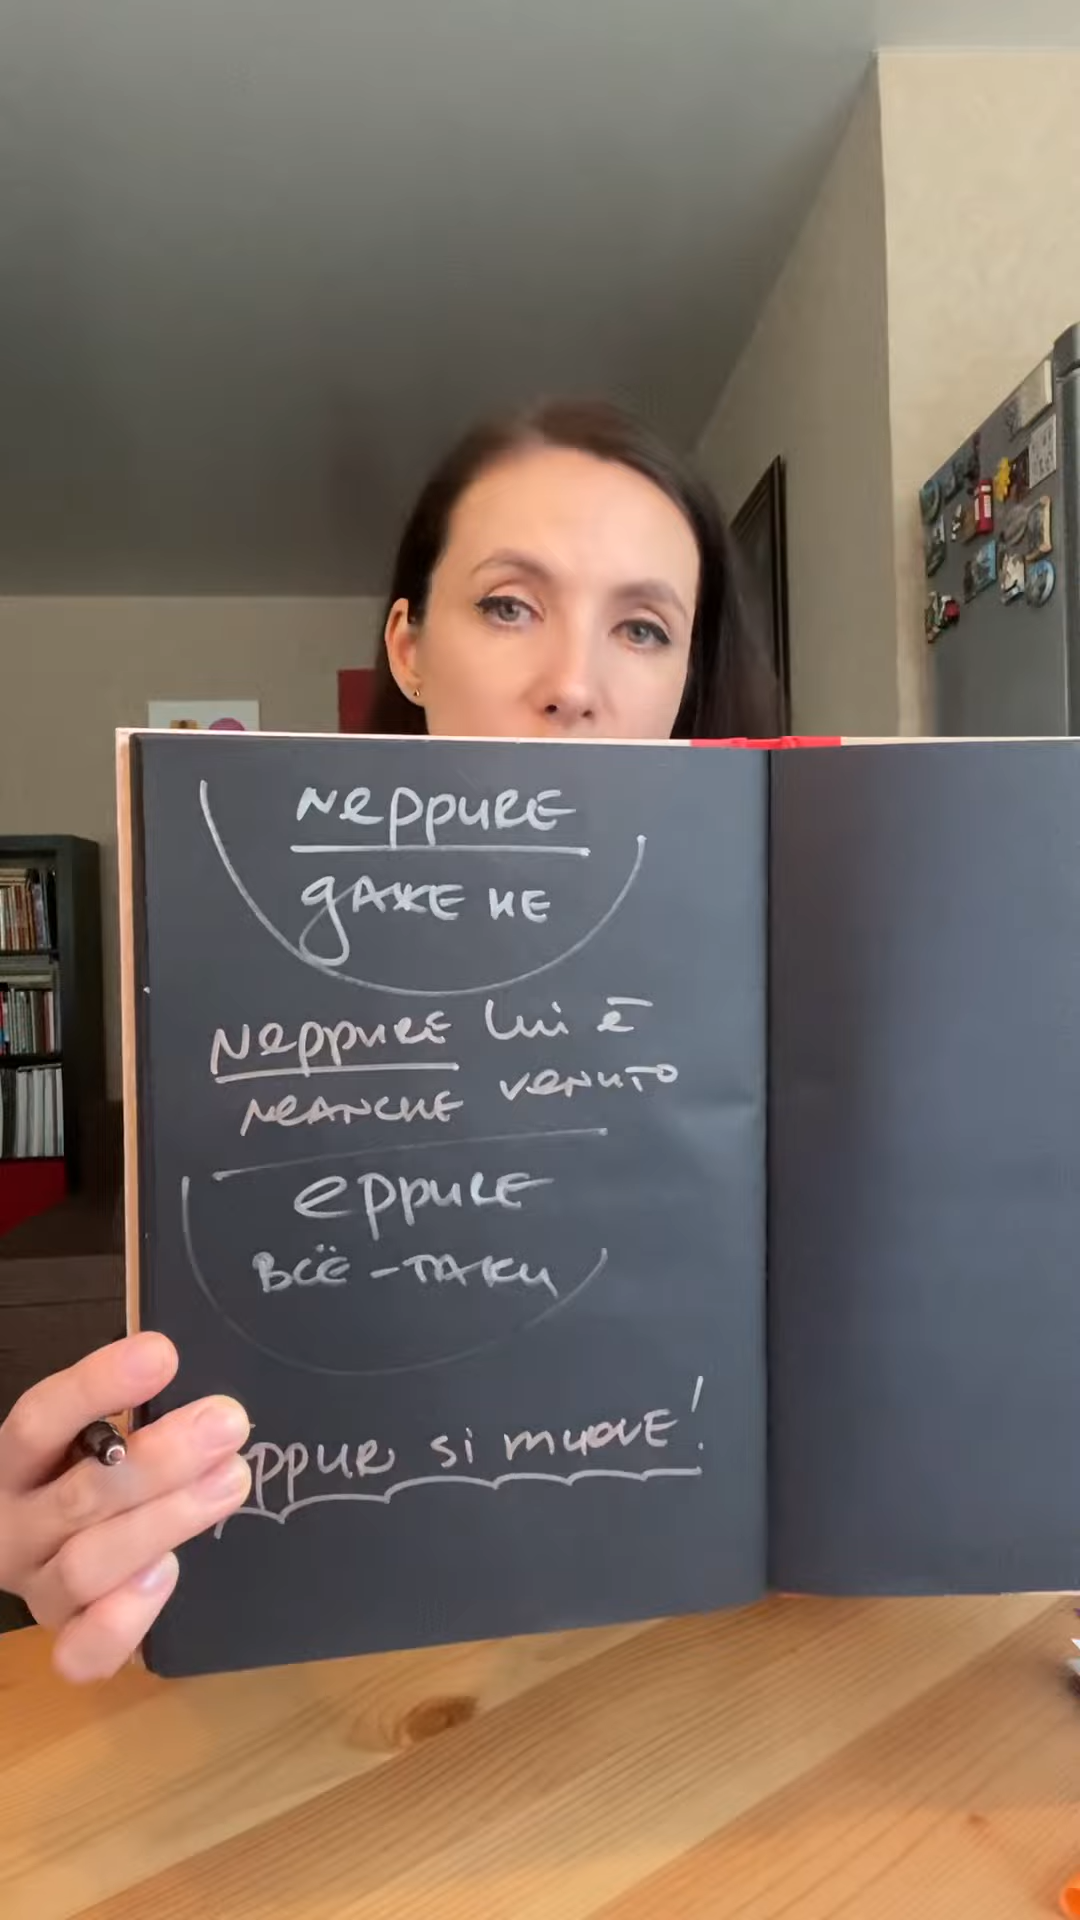 neppure
даже не
neppure lui è
neanche venuto
eppure
всё-таки
ppur si muove!